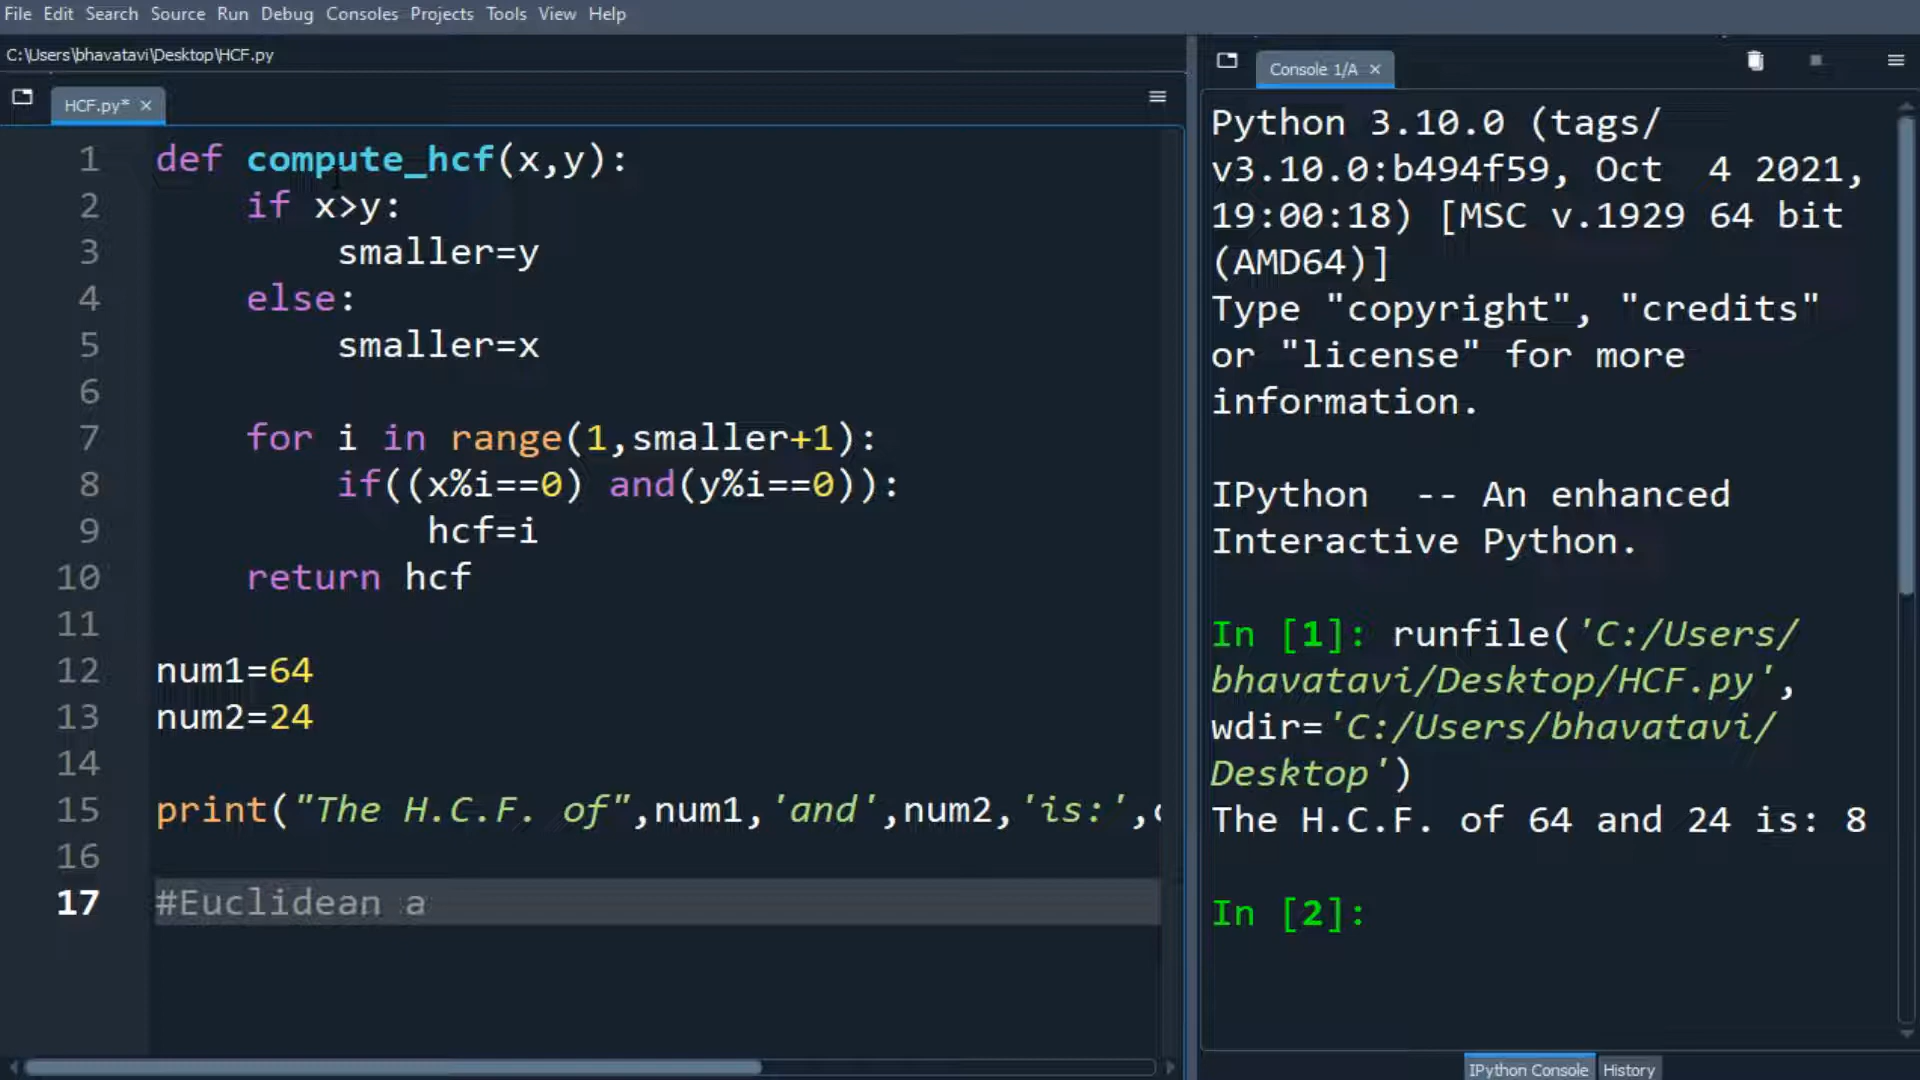 File Edit Search Source Run Debug Consoles Projects Tools View Help
C:\Users\bhavatavi\Desktop\HCF.py
HCF.py*
1 def compute_hcf(x,y):
2 if x>y:
3 smaller=y
4 else:
5 smaller=x
6
7 for i in range(1,smaller+1):
8 if((x%i==0) and(y%i==0)):
9 hcf=i
10 return hcf
11
12 num1=64
13 num2=24
14
15 print("The H.C.F. of",num1,'and',num2,'is:',c
16
17 #Euclidean a
Console 1/A
Python 3.10.0 (tags/
v3.10.0:b494f59, Oct 4 2021,
19:00:18) [MSC v.1929 64 bit
(AMD64)]
Type "copyright", "credits"
or "license" for more
information.
IPython -- An enhanced
Interactive Python.
In [1]: runfile('C:/Users/
bhavatavi/Desktop/HCF.py',
wdir='C:/Users/bhavatavi/
Desktop')
The H.C.F. of 64 and 24 is: 8
In [2]:
IPython Console History